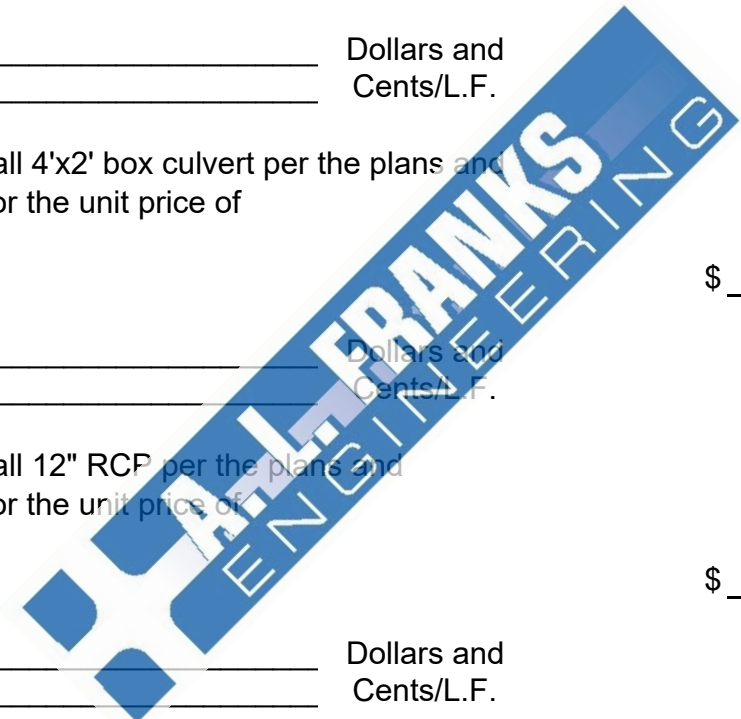 Dollars and
Cents/L.F.
all 4'x2' box culvert per the plans and
or the unit price of
$
Dollars and
Cents/L.F.
all 12" RCP per the plans and
or the unit price of
$
Dollars and
Cents/L.F.
A.L. FRANKS
ENGINEERING